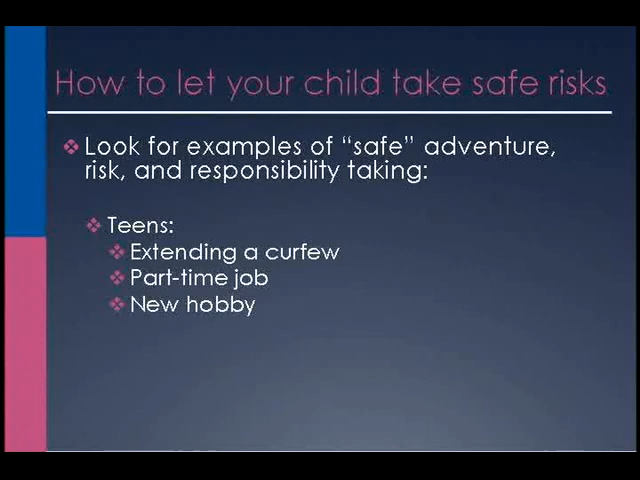 How to let your child take safe risks
Look for examples of “safe” adventure,
risk, and responsibility taking:
Teens:
Extending a curfew
Part-time job
New hobby